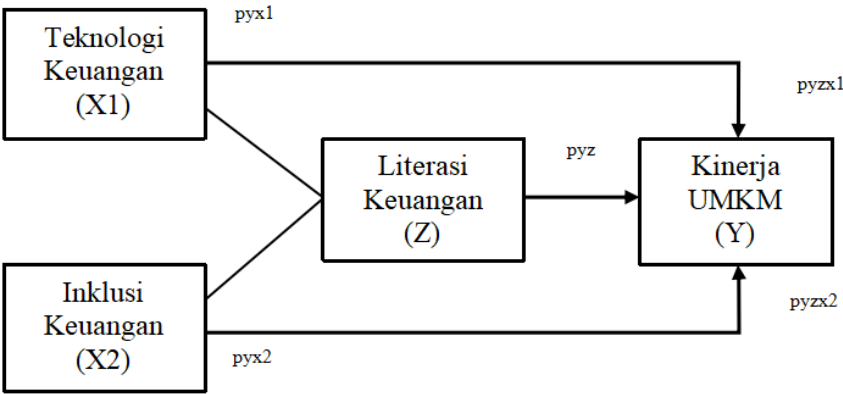 pyx1
Teknologi
Keuangan
(X1)
pyzx1
Literasi
Keuangan
(Z)
pyz
Kinerja
UMKM
(Y)
Inklusi
Keuangan
(X2)
pyx2
pyzx2